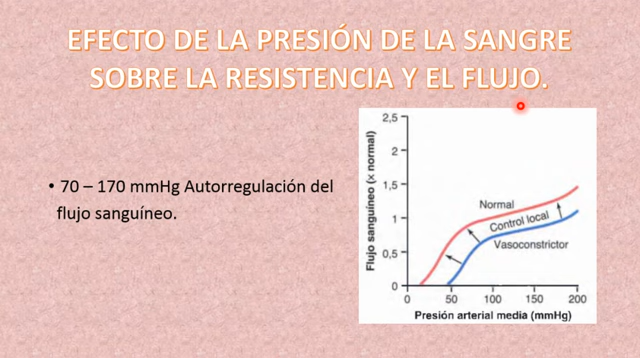 EFECTO DE LA PRESIÓN DE LA SANGRE
SOBRE LA RESISTENCIA Y EL FLUJO.
• 70 – 170 mmHg Autorregulación del
flujo sanguíneo.
Flujo sanguíneo (x normal)
2,5
2
1,5
1
0,5
0
Normal
Control local
Vasoconstrictor
0 50 100 150 200
Presión arterial media (mmHg)